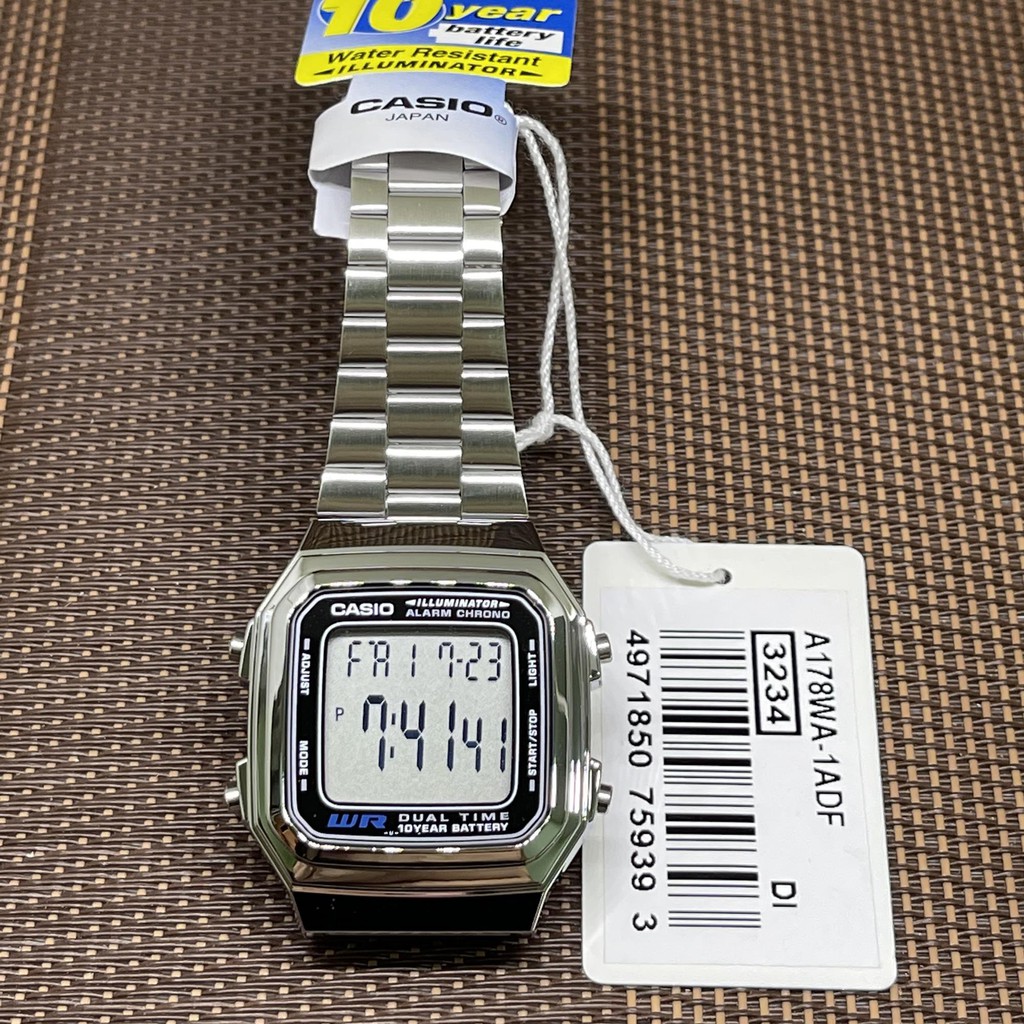 10 year
battery
life
Water Resistant
ILLUMINATOR
CASIO®
JAPAN
CASIO
ILLUMINATOR
ALARM CHRONO
ADJUST
LIGHT
FRI 7-23
P 7:41 41
MODE
START/STOP
WR
DUAL TIME
10YEAR BATTERY
A178WA-1ADF
3234
DI
4971850 75939 3